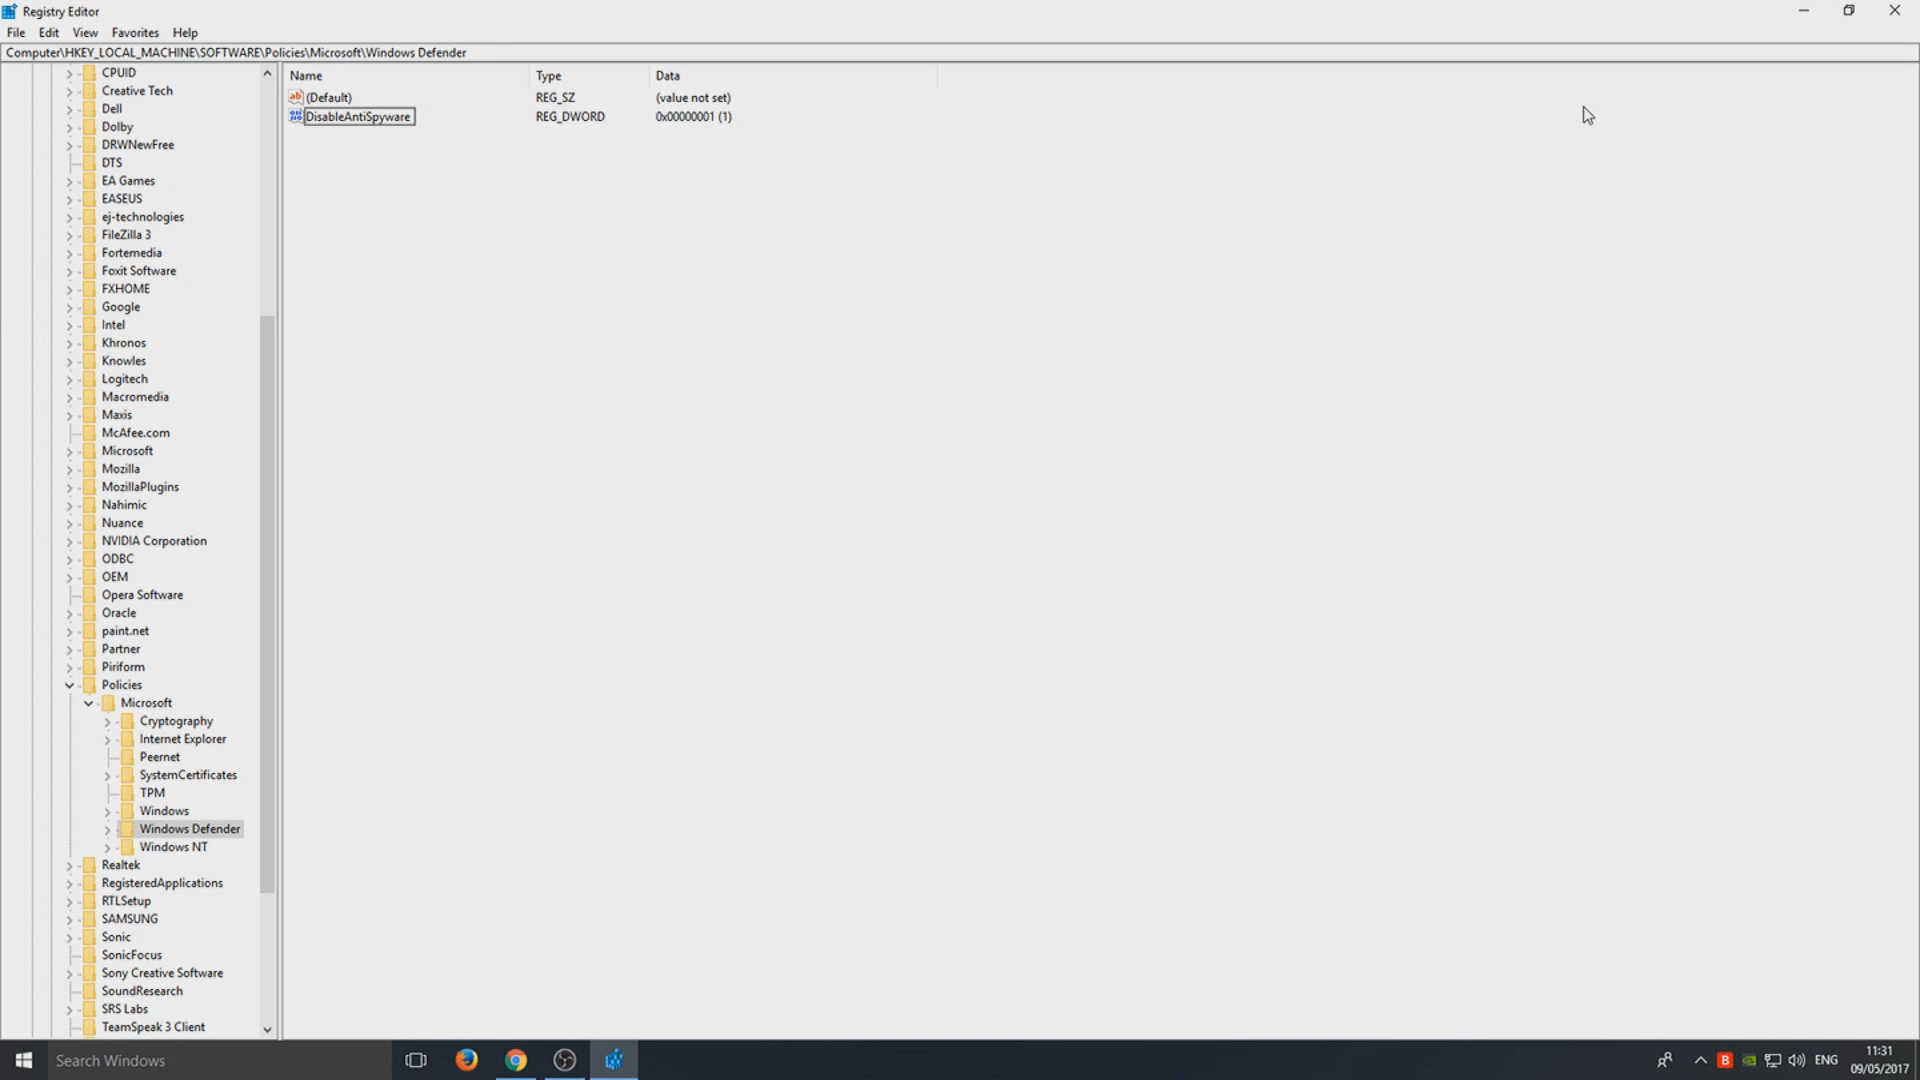 Registry Editor
File Edit View Favorites Help
Computer\HKEY_LOCAL_MACHINE\SOFTWARE\Policies\Microsoft\Windows Defender
CPUID
Creative Tech
Dell
Dolby
DRWNewFree
DTS
EA Games
EASEUS
ej-technologies
FileZilla 3
Fortemedia
Foxit Software
FXHOME
Google
Intel
Khronos
Knowles
Logitech
Macromedia
Maxis
McAfee.com
Microsoft
Mozilla
MozillaPlugins
Nahimic
Nuance
NVIDIA Corporation
ODBC
OEM
Opera Software
Oracle
paint.net
Partner
Piriform
Policies
Microsoft
Cryptography
Internet Explorer
Peernet
SystemCertificates
TPM
Windows
Windows Defender
Windows NT
Realtek
RegisteredApplications
RTLSetup
SAMSUNG
Sonic
SonicFocus
Sony Creative Software
SoundResearch
SRS Labs
TeamSpeak 3 Client
Name Type Data
(Default) REG_SZ (value not set)
DisableAntiSpyware REG_DWORD 0x00000001 (1)
Search Windows
B
ENG
11:31
09/05/2017